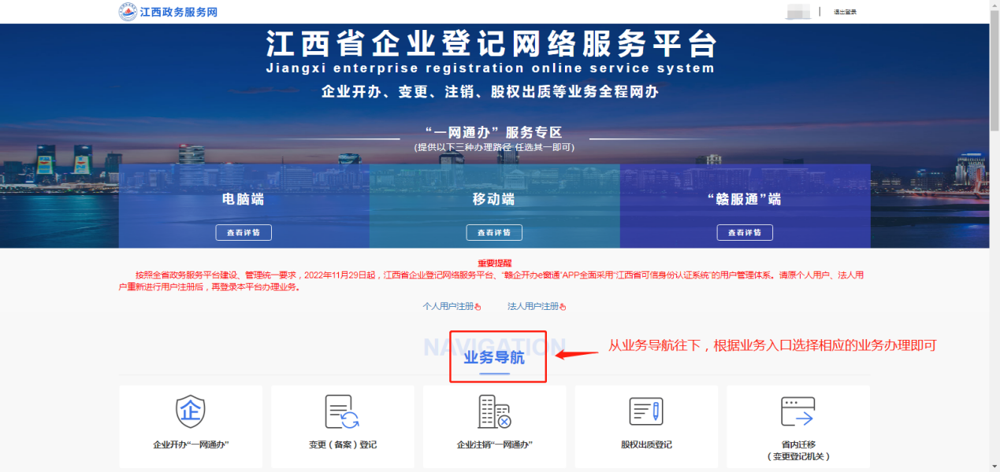 江西政务服务网
退出登录
江西省企业登记网络服务平台
Jiangxi enterprise registration online service system
企业开办、变更、注销、股权出质等业务全程网办
“一网通办”服务专区
(提供以下三种办理路径 任选其一即可)
电脑端
移动端
“赣服通”端
查看详情
查看详情
查看详情
重要提醒
按照全省政务服务平台建设、管理统一要求，2022年11月29日起，江西省企业登记网络服务平台、“赣企开办e窗通”APP全面采用“江西省可信身份认证系统”的用户管理体系。请原个人用户、法人用
户重新进行用户注册后，再登录本平台办理业务。
个人用户注册
法人用户注册
NAVIGATION
业务导航
从业务导航往下，根据业务入口选择相应的业务办理即可
企
企业开办“一网通办”
变更（备案）登记
企业注销“一网通办”
股权出质登记
省内迁移
（变更登记机关）